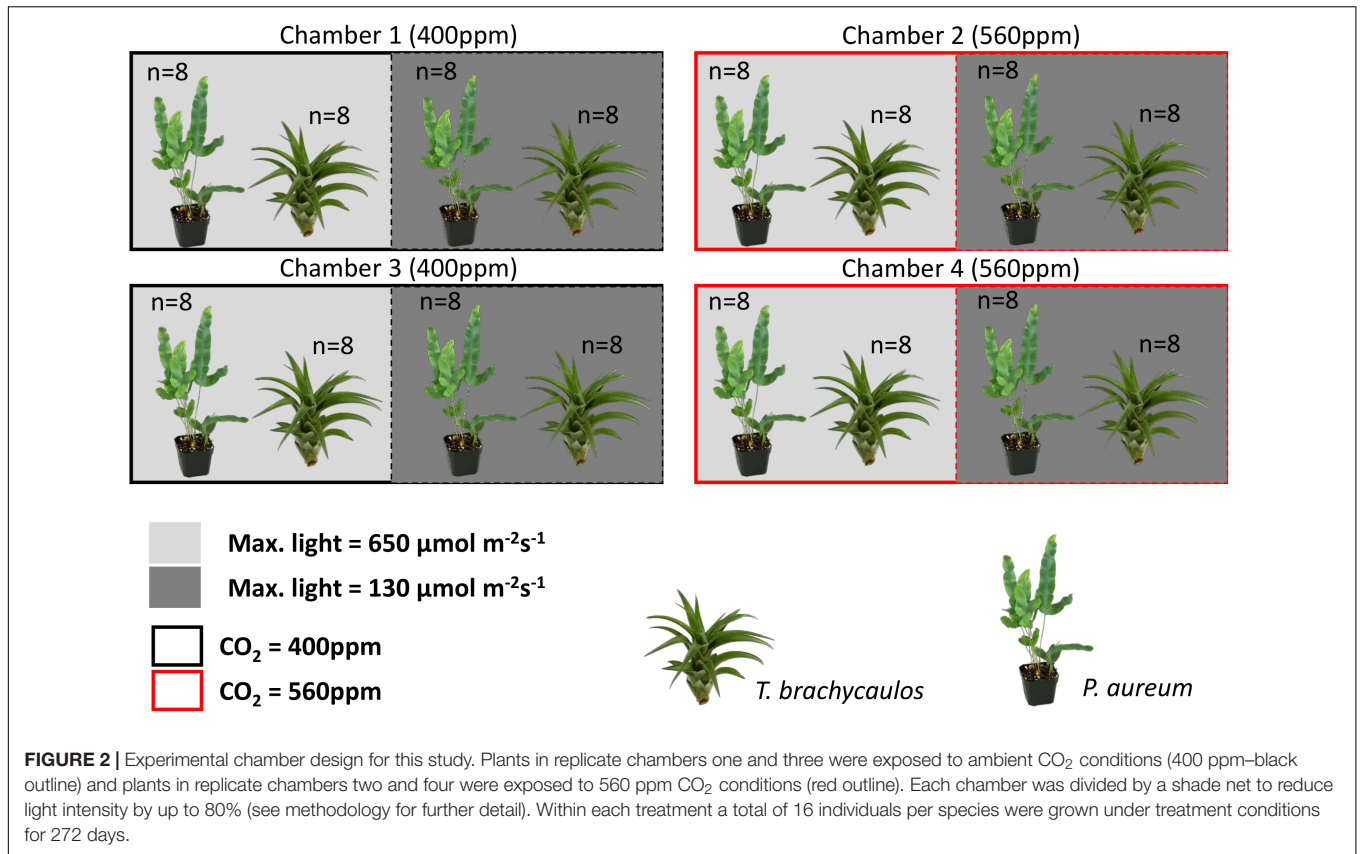 Chamber 1 (400ppm)
Chamber 2 (560ppm)
n=8
n=8
n=8
n=8
n=8
n=8
n=8
n=8
Chamber 3 (400ppm)
Chamber 4 (560ppm)
n=8
n=8
n=8
n=8
n=8
n=8
n=8
n=8
Max. light = 650 µmol m-2s-1
Max. light = 130 µmol m-2s-1
CO2 = 400ppm
CO2 = 560ppm
T. brachycaulos
P. aureum
FIGURE 2 | Experimental chamber design for this study. Plants in replicate chambers one and three were exposed to ambient CO2 conditions (400 ppm–black
outline) and plants in replicate chambers two and four were exposed to 560 ppm CO2 conditions (red outline). Each chamber was divided by a shade net to reduce
light intensity by up to 80% (see methodology for further detail). Within each treatment a total of 16 individuals per species were grown under treatment conditions
for 272 days.